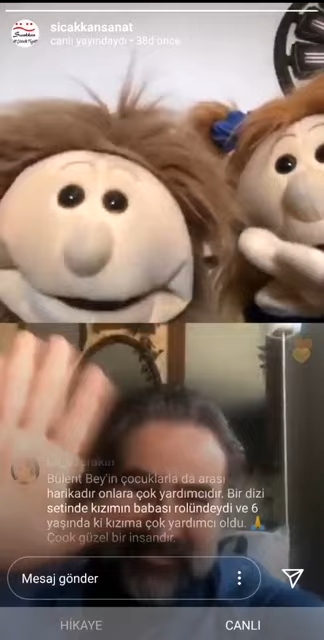 sicakkansanat
canlı yayındaydı • 38d önce
Bülent Bey'in çocuklarla da arası
harikadır onlara çok yardımcıdır. Bir dizi
setinde kızımın babası rolündeydi ve 6
yaşında ki kızıma çok yardımcı oldu. 🙏
Çook güzel bir insandır.
Mesaj gönder
HİKAYE
CANLI